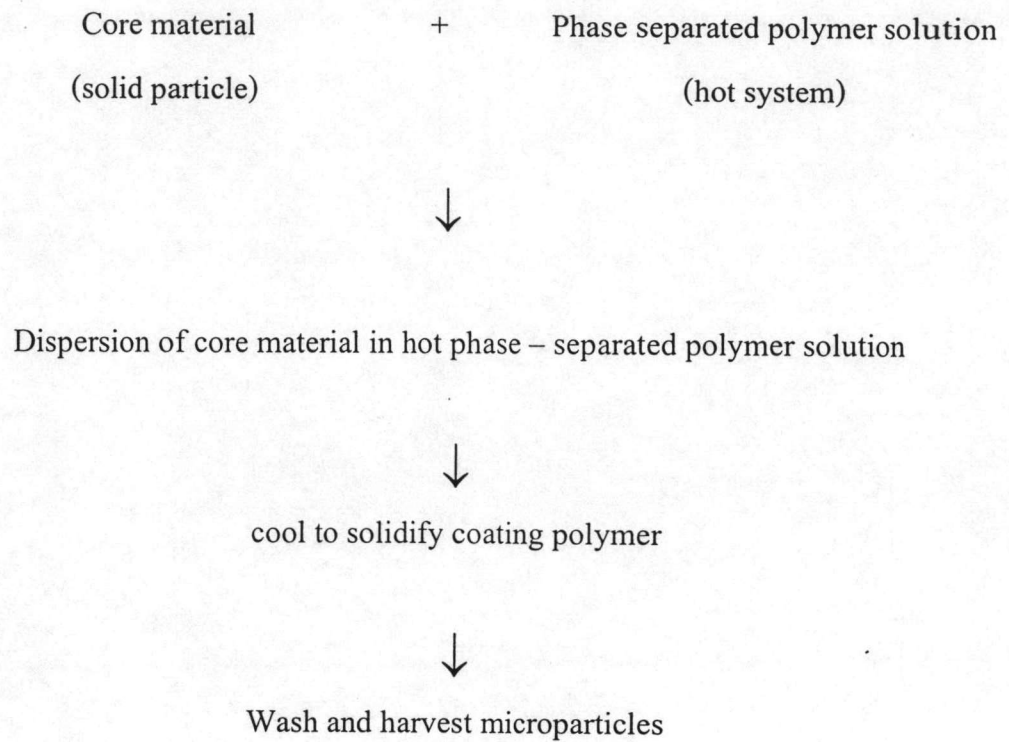 Core material + Phase separated polymer solution
(solid particle) (hot system)
↓
Dispersion of core material in hot phase – separated polymer solution
↓
cool to solidify coating polymer
↓
Wash and harvest microparticles